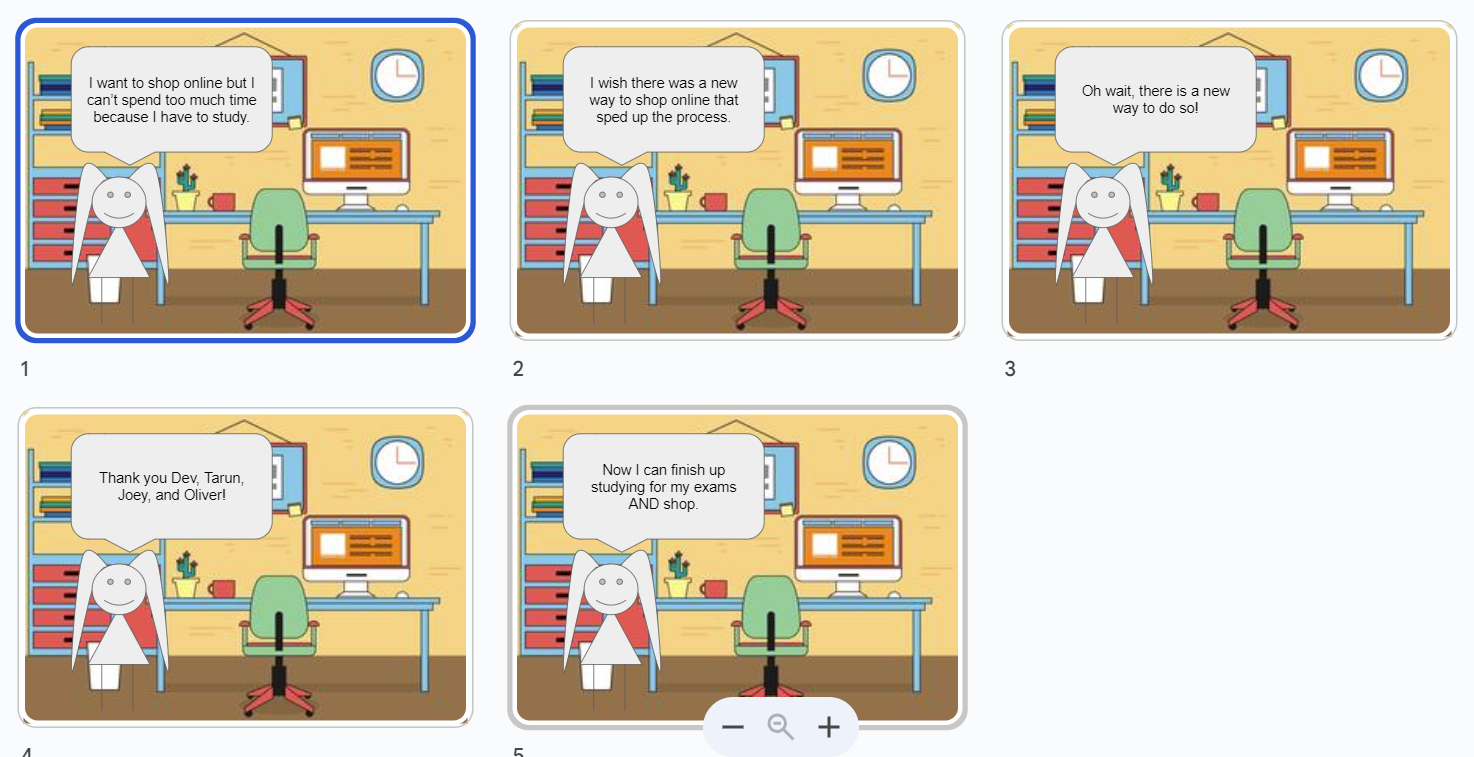 I want to shop online but I
can't spend too much time
because I have to study.
1
I wish there was a new
way to shop online that
sped up the process.
2
Oh wait, there is a new
way to do so!
3
Thank you Dev, Tarun,
Joey, and Oliver!
4
Now I can finish up
studying for my exams
AND shop.
5